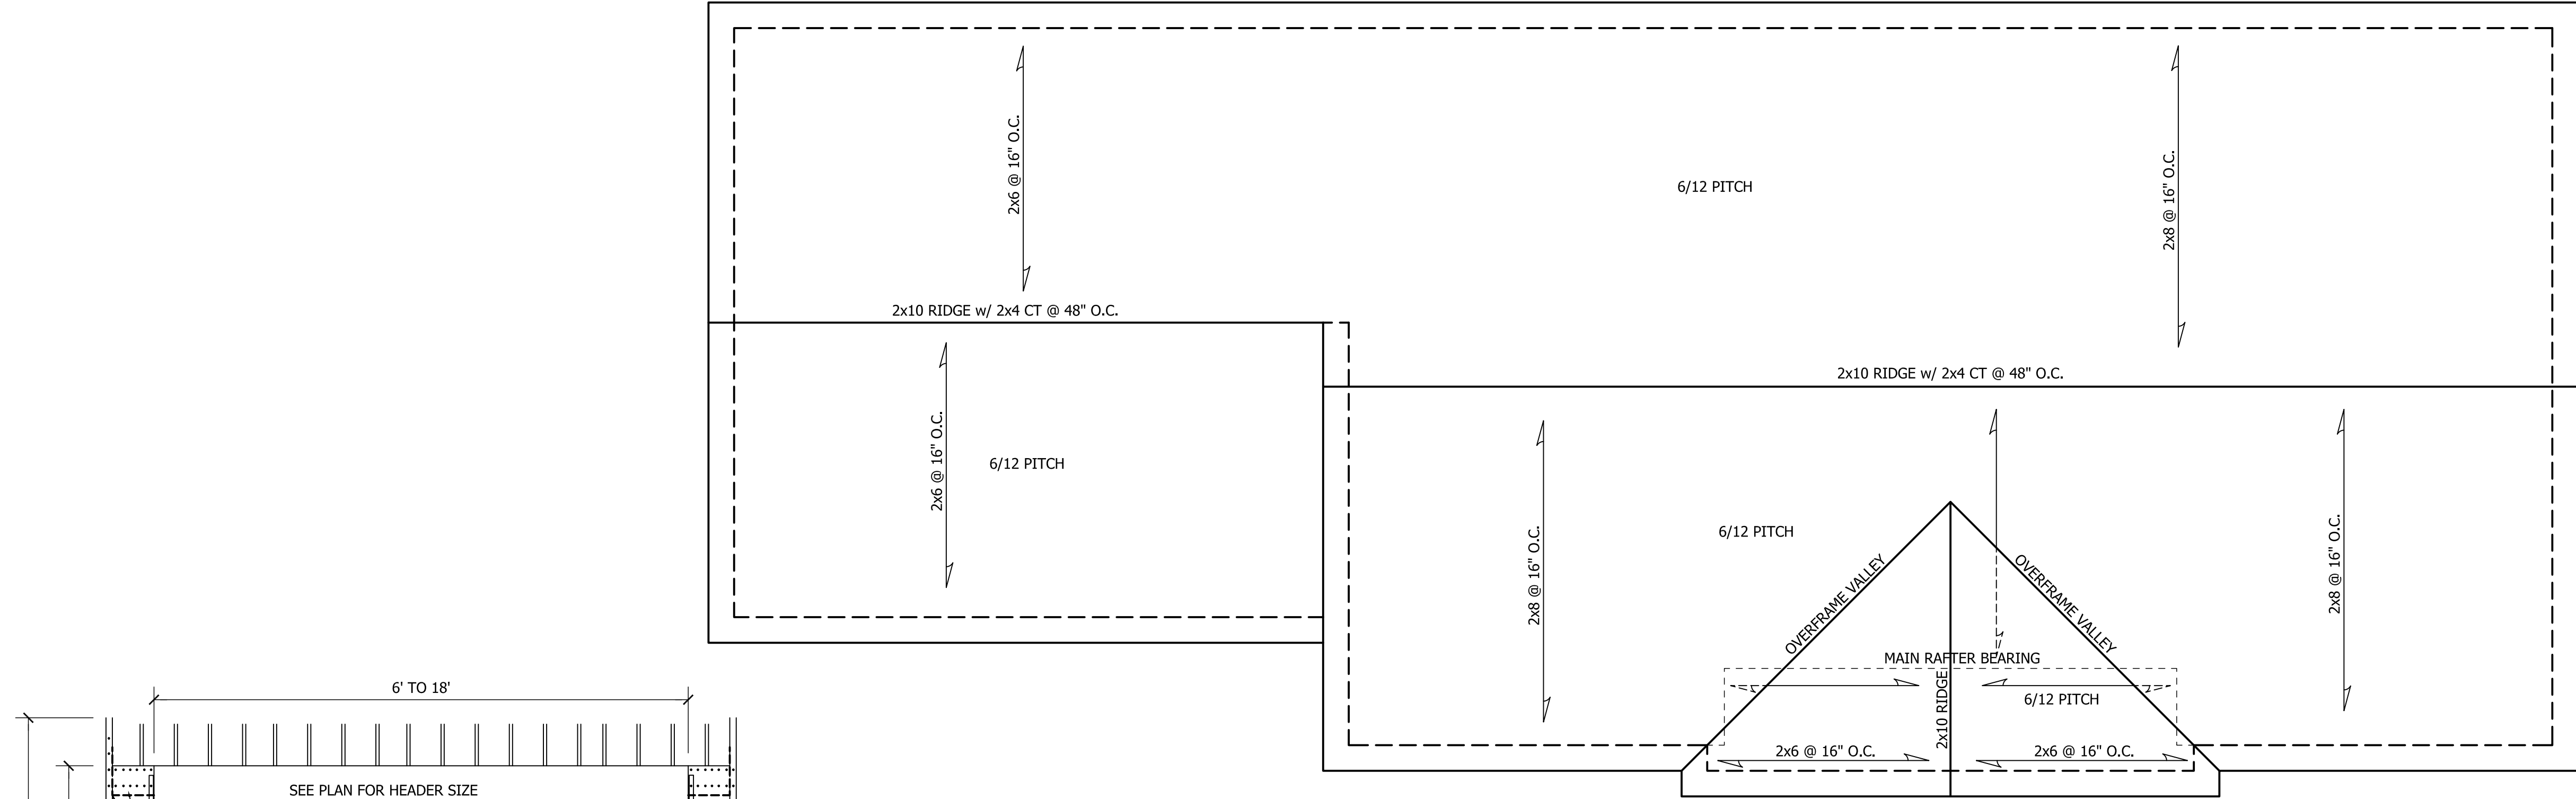 2x6 @ 16" O.C.
2x8 @ 16" O.C.
6/12 PITCH
2x10 RIDGE w/ 2x4 CT @ 48" O.C.
2x10 RIDGE w/ 2x4 CT @ 48" O.C.
2x6 @ 16" O.C.
6/12 PITCH
2x8 @ 16" O.C.
6/12 PITCH
OVERFRAME VALLEY
OVERFRAME VALLEY
2x8 @ 16" O.C.
MAIN RAFTER BEARING
2x10 RIDGE
6/12 PITCH
2x6 @ 16" O.C.
2x6 @ 16" O.C.
6' TO 18'
SEE PLAN FOR HEADER SIZE